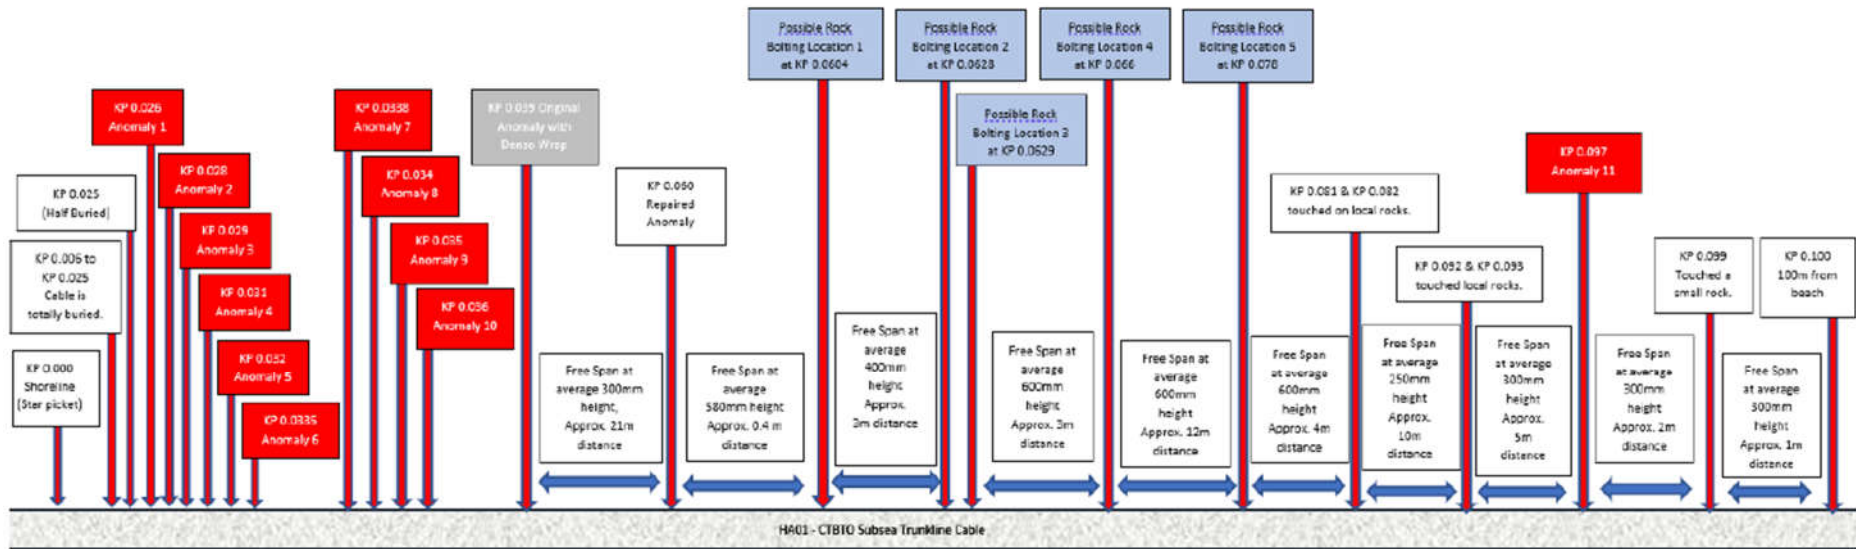 KP 0.000
Shoreline
(Star picket)
KP 0.006 to
KP 0.025
Cable is
totally buried.
KP 0.025
(Half Buried)
KP 0.026
Anomaly 1
KP 0.028
Anomaly 2
KP 0.029
Anomaly 3
KP 0.031
Anomaly 4
KP 0.032
Anomaly 5
KP 0.0335
Anomaly 6
KP 0.0338
Anomaly 7
KP 0.034
Anomaly 8
KP 0.035
Anomaly 9
KP 0.036
Anomaly 10
KP 0.039 Original
Anomaly with
Denso Wrap
Free Span at
average 300mm
height,
Approx. 21m
distance
KP 0.060
Repaired
Anomaly
Free Span at
average
580mm height
Approx. 0.4 m
distance
Possible Rock
Bolting Location 1
at KP 0.0604
Free Span at
average
400mm
height
Approx.
2m distance
Possible Rock
Bolting Location 2
at KP 0.0628
Possible Rock
Bolting Location 3
at KP 0.0629
Free Span at
average
600mm
height
Approx. 3m
distance
Possible Rock
Bolting Location 4
at KP 0.066
Free Span at
average
600mm
height
Approx. 12m
distance
Possible Rock
Bolting Location 5
at KP 0.078
Free Span
at average
600mm
height
Approx. 4m
distance
KP 0.081 & KP 0.082
touched on local rocks.
Free Span
at average
250mm
height
Approx.
10m
distance
KP 0.092 & KP 0.093
touched local rocks.
Free Span
at average
300mm
height
Approx.
5m
distance
KP 0.097
Anomaly 11
Free Span
at average
300mm
height
Approx. 2m
distance
KP 0.099
Touched a
small rock.
Free Span
at average
300mm
height
Approx. 1m
distance
KP 0.100
100m from
beach
HA01 - CTBTO Subsea Trunkline Cable